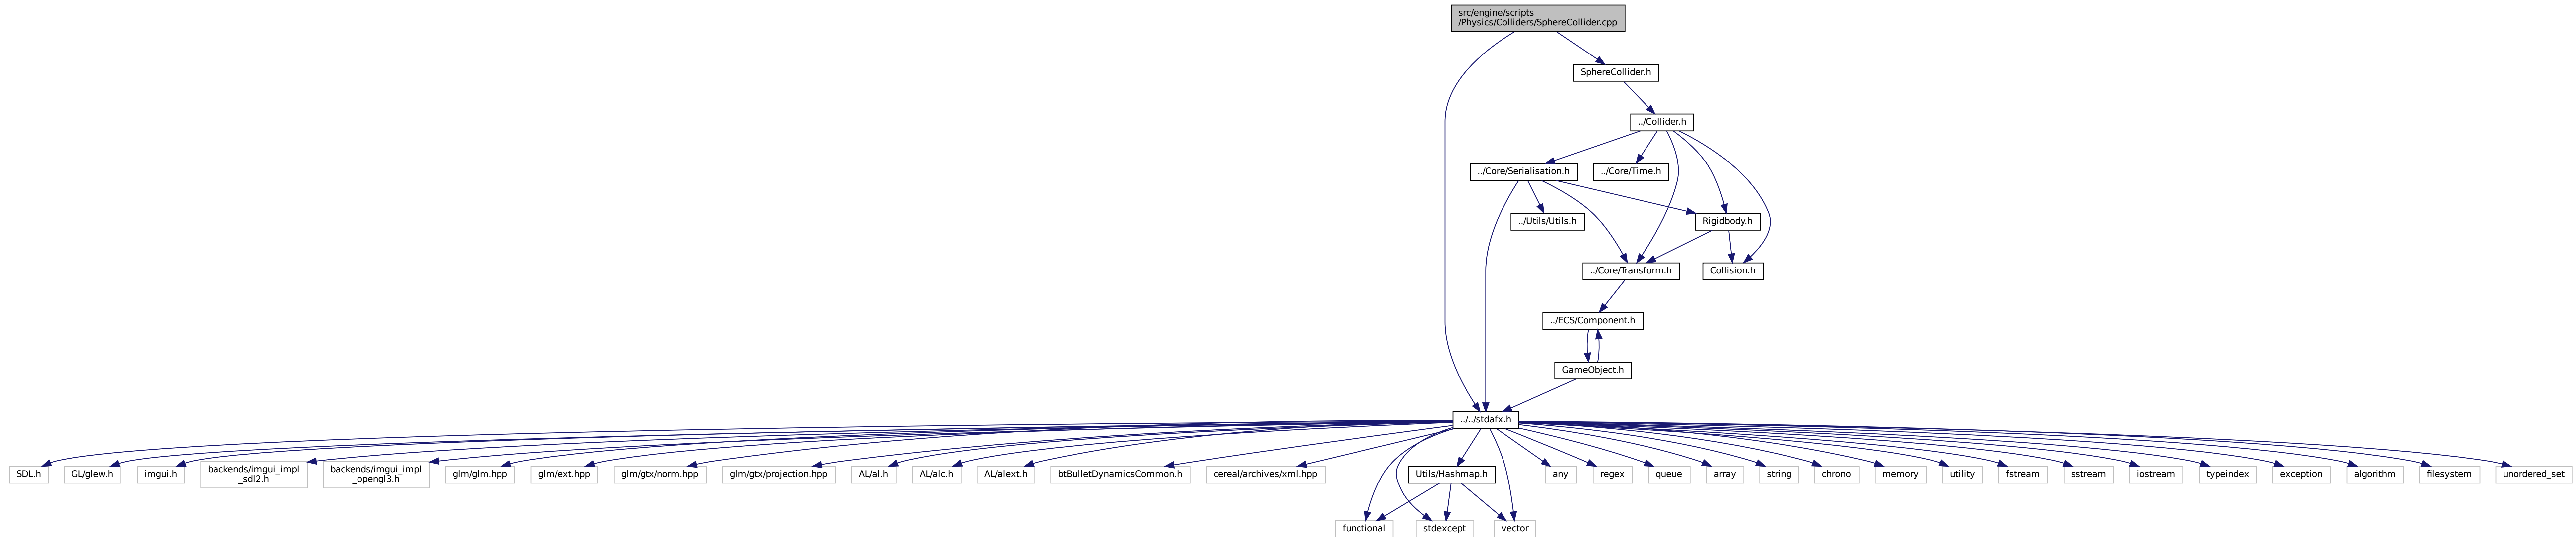 src/engine/scripts
/Physics/Colliders/SphereCollider.cpp
SphereCollider.h
../Collider.h
../Core/Serialisation.h
../Core/Time.h
../Utils/Utils.h
Rigidbody.h
../Core/Transform.h
Collision.h
../ECS/Component.h
GameObject.h
../../stdafx.h
SDL.h
GL/glew.h
imgui.h
backends/imgui_impl
_sdl2.h
backends/imgui_impl
_opengl3.h
glm/glm.hpp
glm/ext.hpp
glm/gtx/norm.hpp
glm/gtx/projection.hpp
AL/al.h
AL/alc.h
AL/alext.h
btBulletDynamicsCommon.h
cereal/archives/xml.hpp
Utils/Hashmap.h
any
regex
queue
array
string
chrono
memory
utility
fstream
sstream
iostream
typeindex
exception
algorithm
filesystem
unordered_set
functional
stdexcept
vector